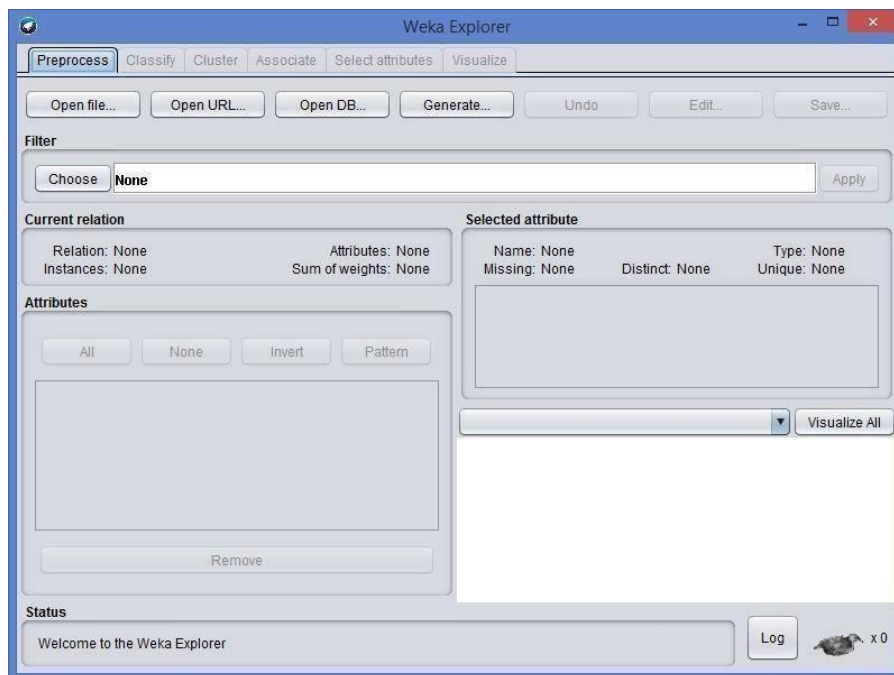 Weka Explorer
Preprocess Classify Cluster Associate Select attributes Visualize
Open file... Open URL... Open DB... Generate... Undo Edit... Save...
Filter
Choose None Apply
Current relation
Relation: None Attributes: None
Instances: None Sum of weights: None
Selected attribute
Name: None Type: None
Missing: None Distinct: None Unique: None
Attributes
All None Invert Pattern
Remove
Visualize All
Status
Welcome to the Weka Explorer
Log x 0